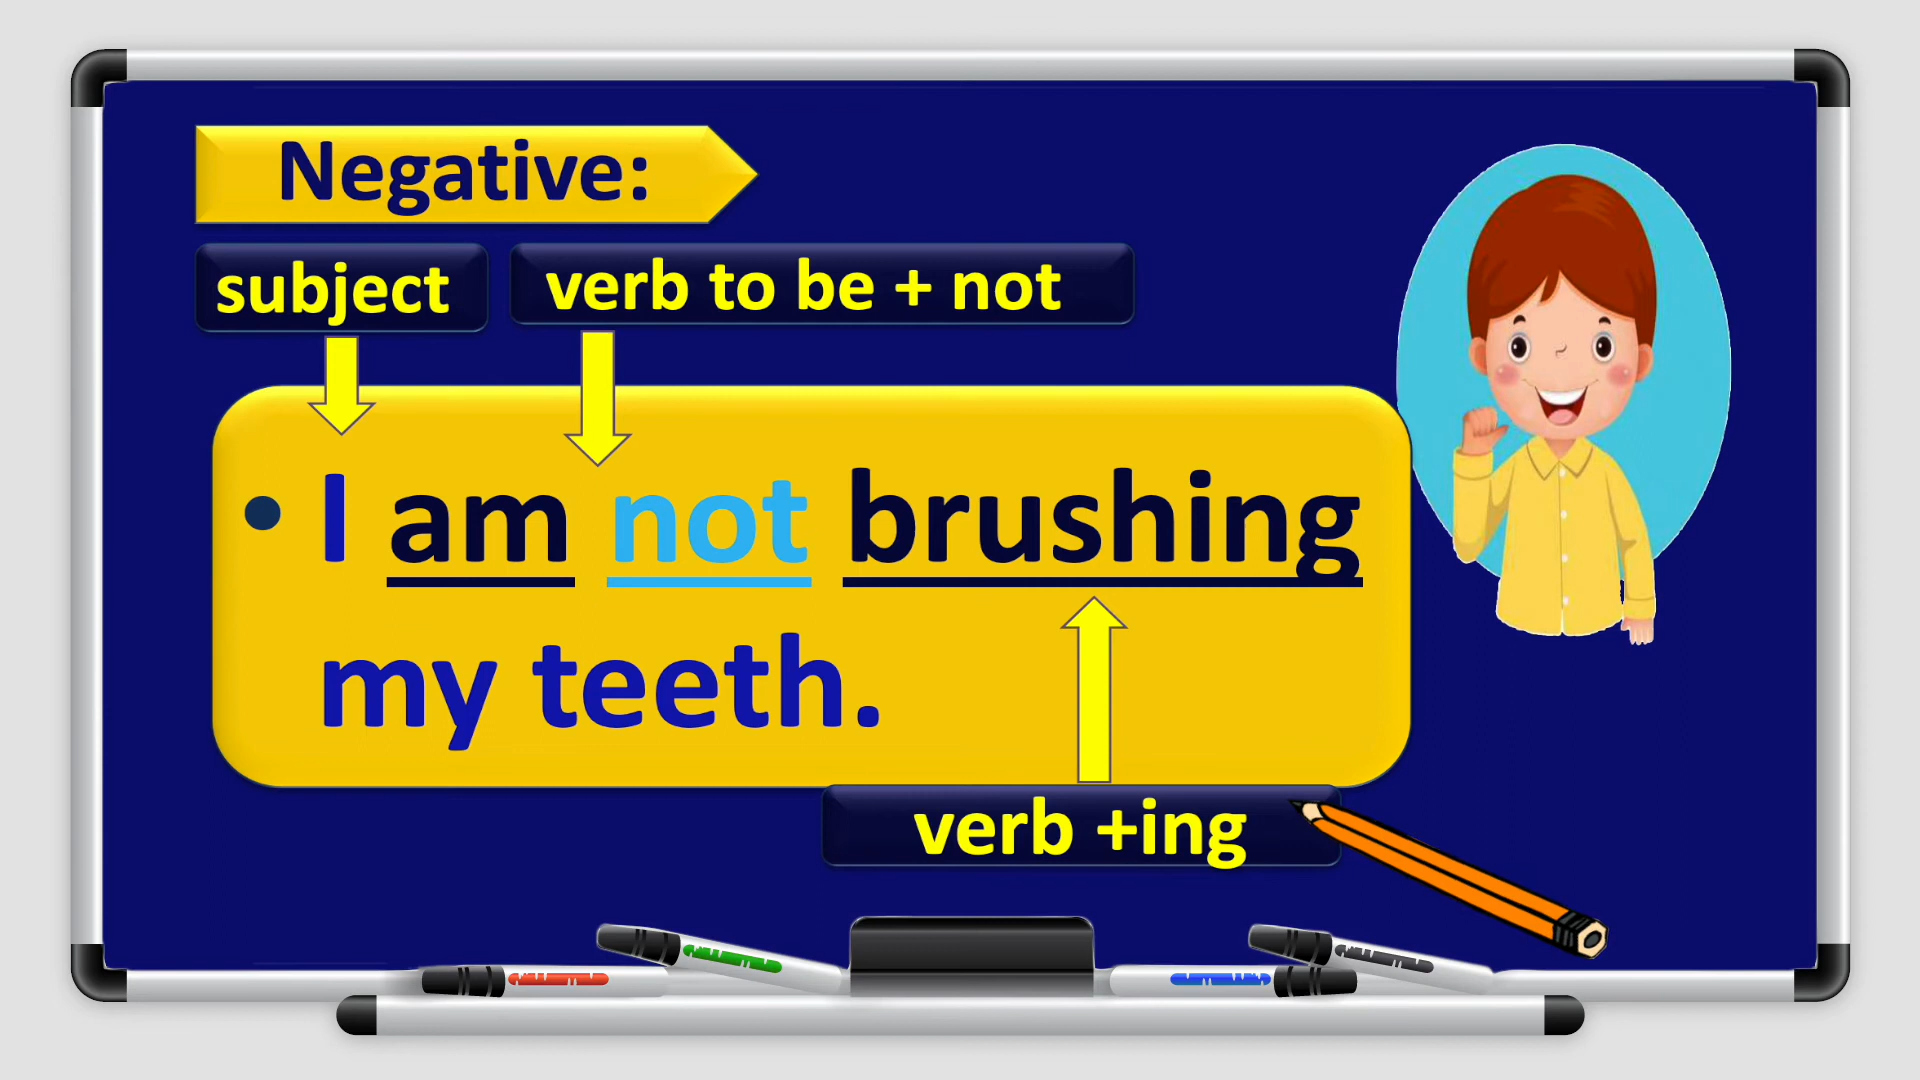 Negative:
subject
verb to be + not
• I am not brushing
my teeth.
verb +ing